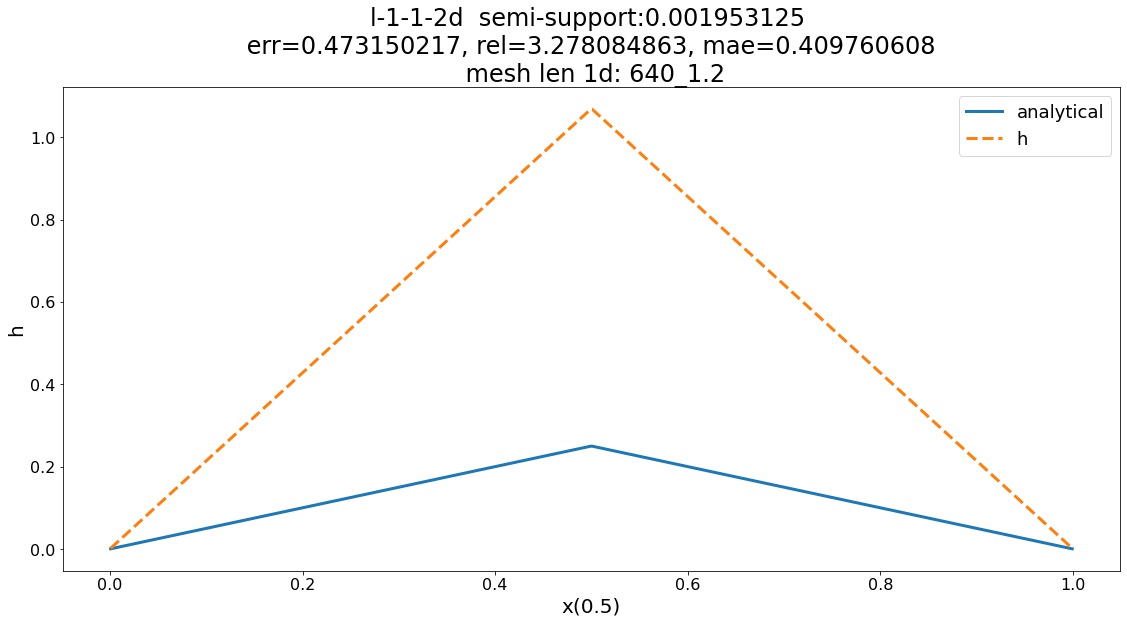 l-1-1-2d  semi-support:0.001953125
err=0.473150217, rel=3.278084863, mae=0.409760608
mesh len 1d: 640_1.2
analytical
h
1.0
0.8
0.6
0.4
0.2
0.0
h
0.0 0.2 0.4 0.6 0.8 1.0
x(0.5)